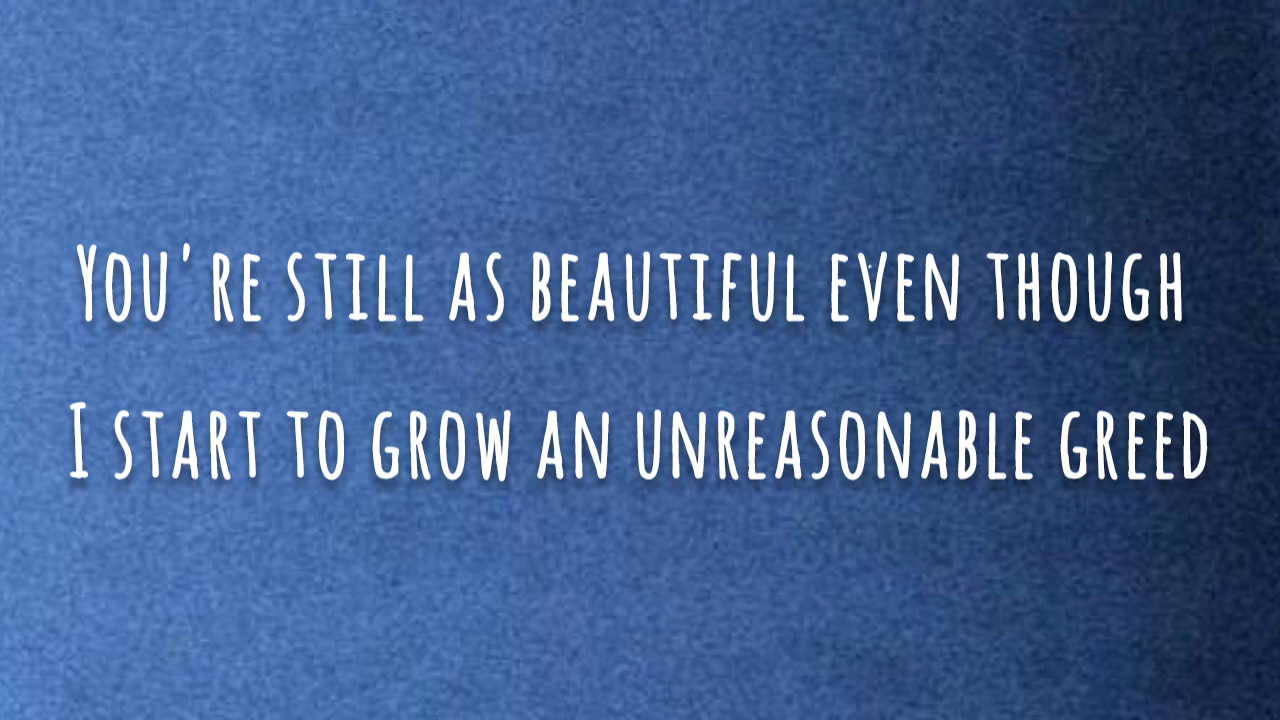 You're still as beautiful even though
I start to grow an unreasonable greed